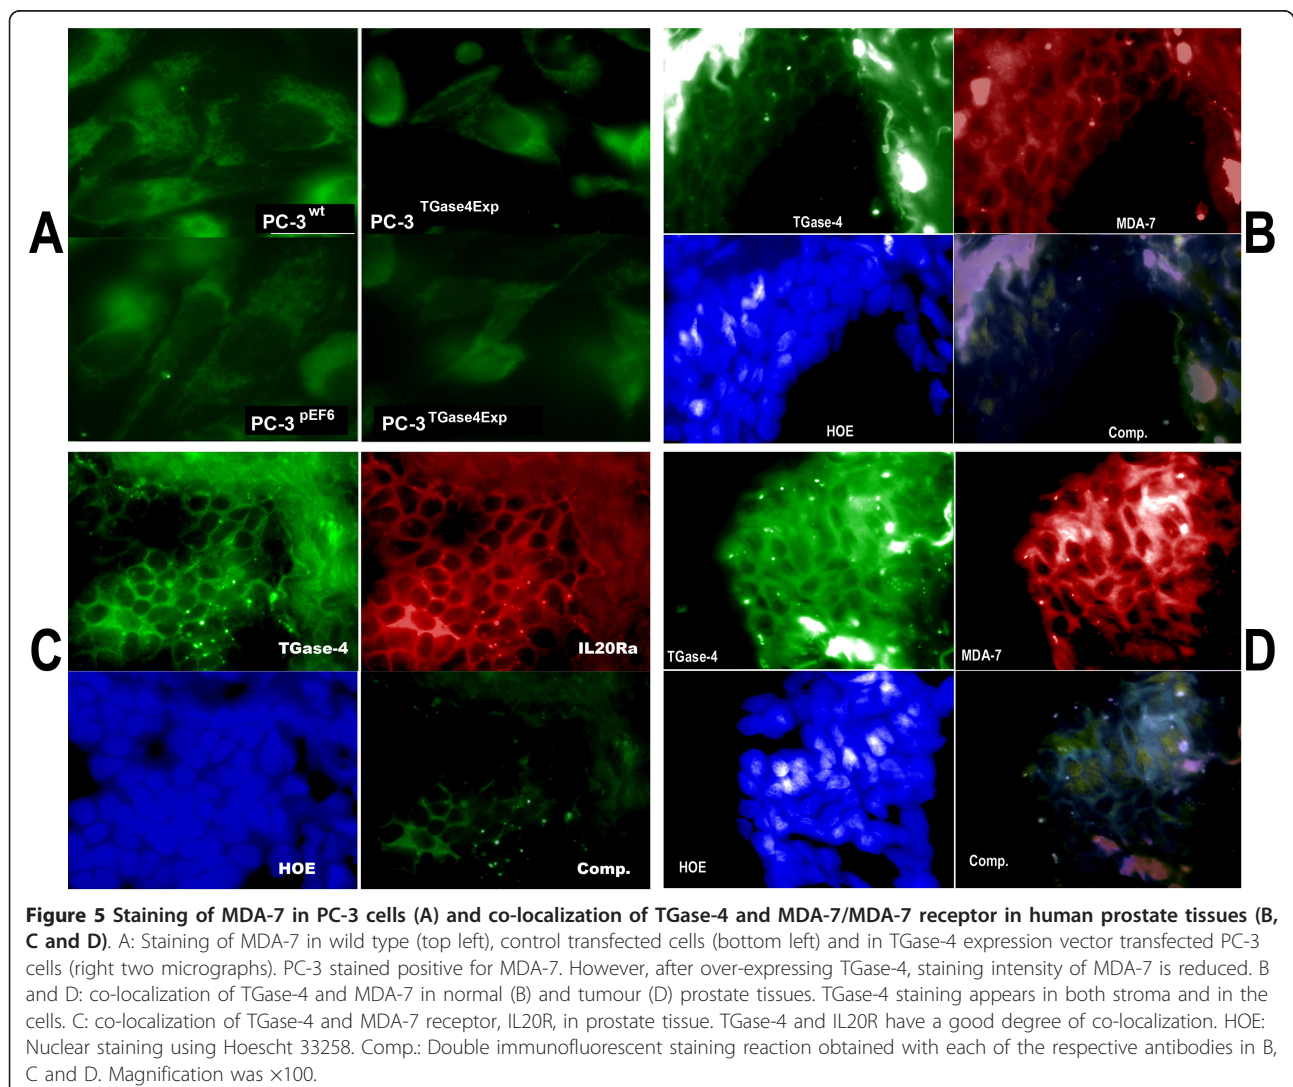 A
PC-3 wt
PC-3 TGase4Exp
PC-3 pEF6
PC-3 TGase4Exp
B
TGase-4
MDA-7
HOE
Comp.
C
TGase-4
IL20Ra
HOE
Comp.
D
TGase-4
MDA-7
HOE
Comp.
Figure 5 Staining of MDA-7 in PC-3 cells (A) and co-localization of TGase-4 and MDA-7/MDA-7 receptor in human prostate tissues (B,
C and D). A: Staining of MDA-7 in wild type (top left), control transfected cells (bottom left) and in TGase-4 expression vector transfected PC-3
cells (right two micrographs). PC-3 stained positive for MDA-7. However, after over-expressing TGase-4, staining intensity of MDA-7 is reduced. B
and D: co-localization of TGase-4 and MDA-7 in normal (B) and tumour (D) prostate tissues. TGase-4 staining appears in both stroma and in the
cells. C: co-localization of TGase-4 and MDA-7 receptor, IL20R, in prostate tissue. TGase-4 and IL20R have a good degree of co-localization. HOE:
Nuclear staining using Hoescht 33258. Comp.: Double immunofluorescent staining reaction obtained with each of the respective antibodies in B,
C and D. Magnification was ×100.